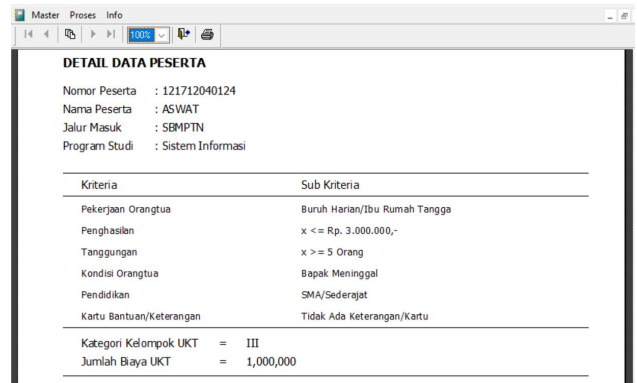 Master Proses Info
100%
DETAIL DATA PESERTA
Nomor Peserta : 121712040124
Nama Peserta : ASWAT
Jalur Masuk : SBMPTN
Program Studi : Sistem Informasi
Kriteria Sub Kriteria
Pekerjaan Orangtua Buruh Harian/Ibu Rumah Tangga
Penghasilan x <= Rp. 3.000.000,-
Tanggungan x >= 5 Orang
Kondisi Orangtua Bapak Meninggal
Pendidikan SMA/Sederajat
Kartu Bantuan/Keterangan Tidak Ada Keterangan/Kartu
Kategori Kelompok UKT = III
Jumlah Biaya UKT = 1,000,000